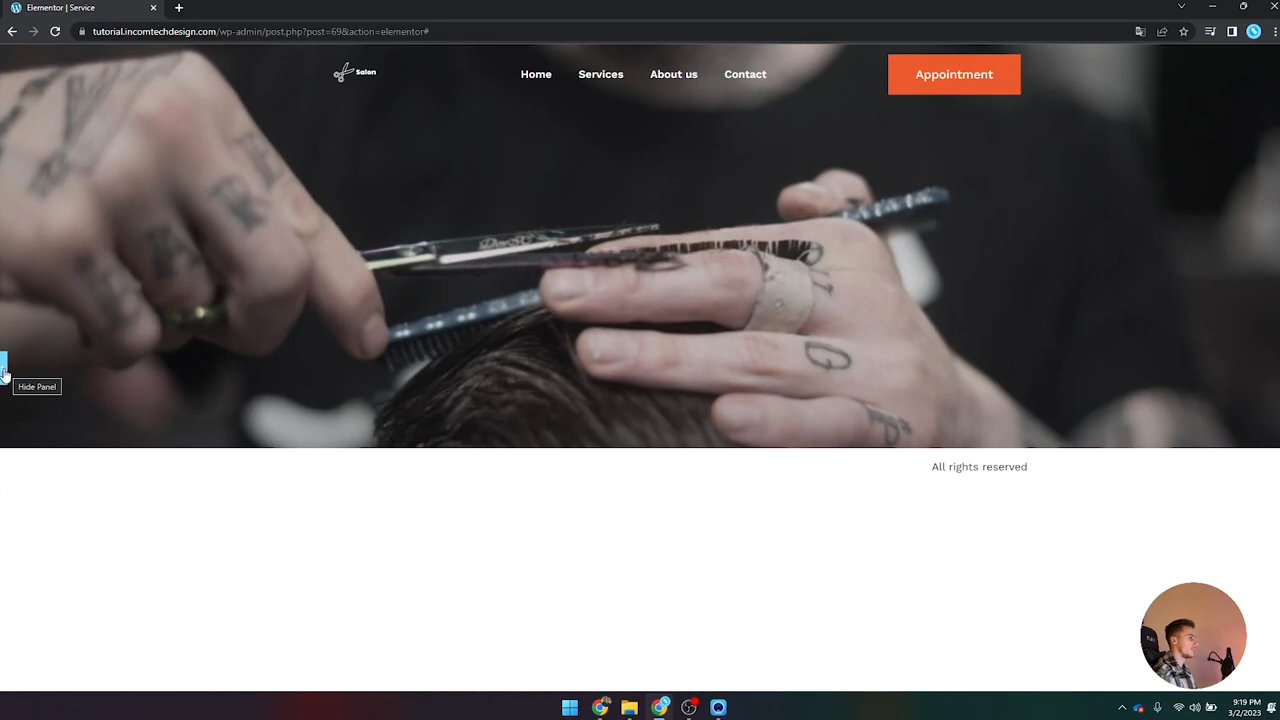 Elementor | Service
tutorial.incomtechdesign.com/wp-admin/post.php?post=69&action=elementor#
Salon
Home
Services
About us
Contact
Appointment
Hide Panel
All rights reserved
9:19 PM
3/2/2023